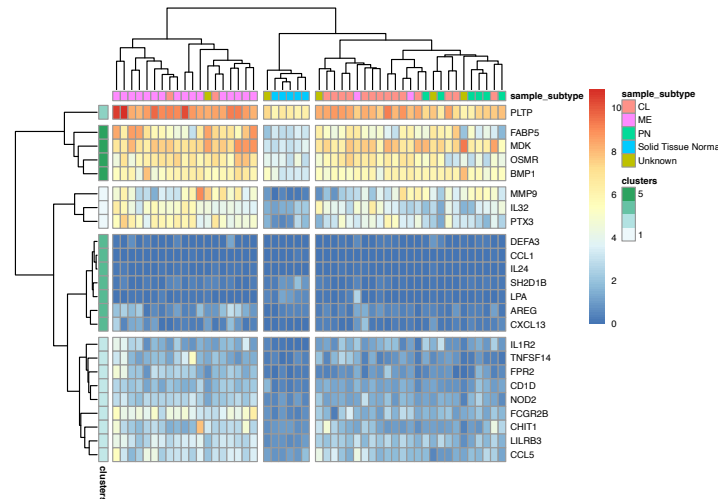 sample_subtype
PLTP
FABP5
MDK
OSMR
BMP1
MMP9
IL32
PTX3
DEFA3
CCL1
IL24
SH2D1B
LPA
AREG
CXCL13
IL1R2
TNFSF14
FPR2
CD1D
NOD2
FCGR2B
CHIT1
LILRB3
CCL5
clusters
10
8
6
4
2
0
sample_subtype
CL
ME
PN
Solid Tissue Norma
Unknown
clusters
5
1